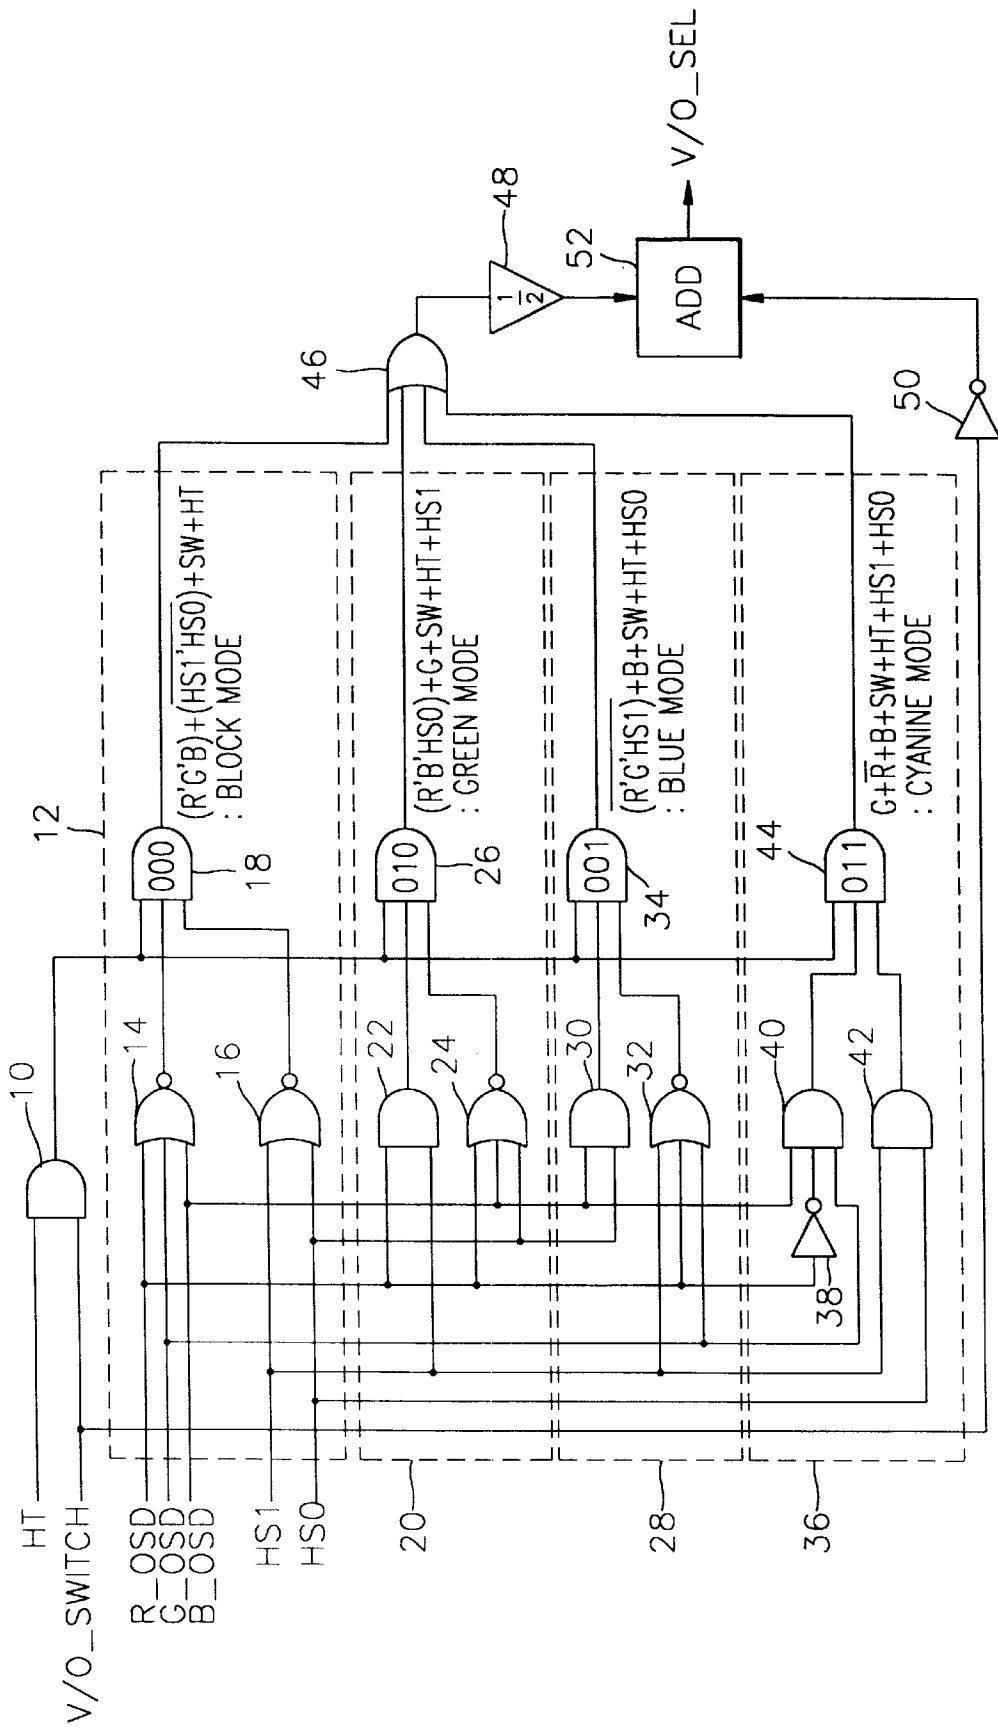 HT
V/O_SWITCH
R_OSD
G_OSD
B_OSD
HS1
HS0
10
12
14
16
000
18
(R'G'B)+(HS1'HS0)+SW+HT
: BLOCK MODE
20
22
24
010
26
(R'B'HS0)+G+SW+HT+HS1
: GREEN MODE
28
30
32
001
34
(R'G'HS1)+B+SW+HT+HS0
: BLUE MODE
36
38
40
42
44
011
G+R̅+B+SW+HT+HS1+HS0
: CYANINE MODE
46
1/2
48
50
52
ADD
V/O_SEL